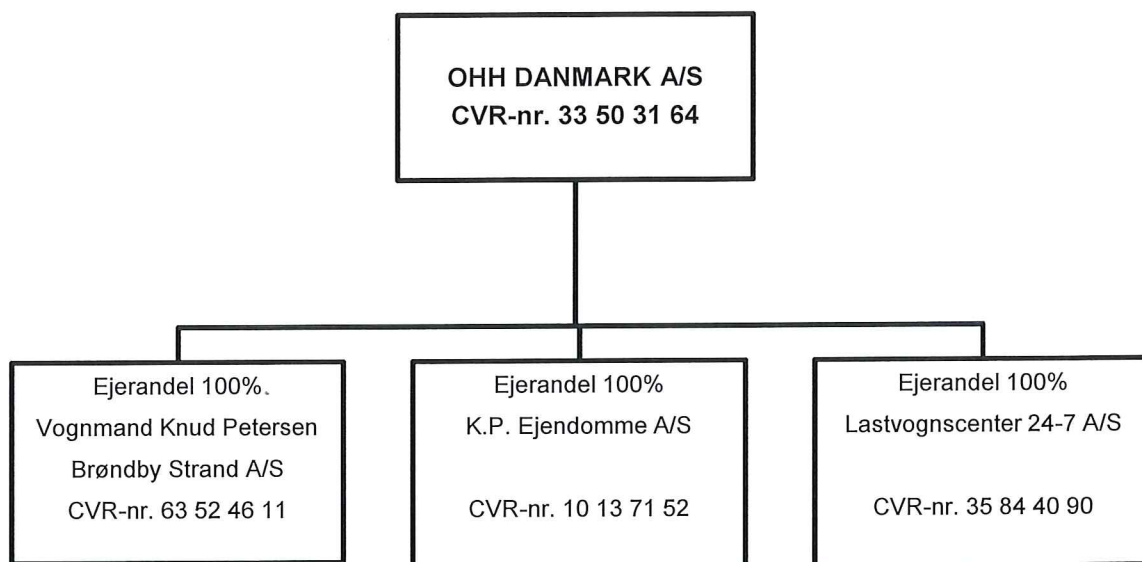 OHH DANMARK A/S
CVR-nr. 33 50 31 64
Ejerandel 100%.
Vognmand Knud Petersen
Brøndby Strand A/S
CVR-nr. 63 52 46 11
Ejerandel 100%
K.P. Ejendomme A/S
CVR-nr. 10 13 71 52
Ejerandel 100%
Lastvognscenter 24-7 A/S
CVR-nr. 35 84 40 90